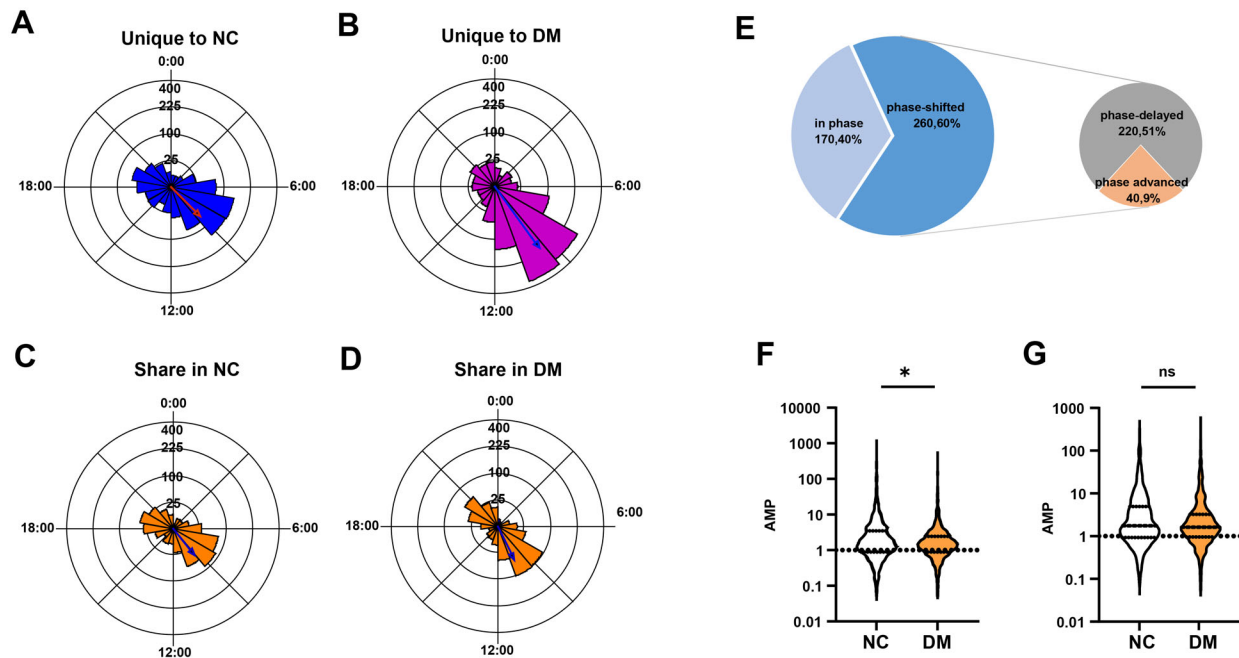 A
Unique to NC
0:00
400
225
100
25
18:00
6:00
12:00
B
Unique to DM
0:00
400
225
100
25
18:00
6:00
12:00
C
Share in NC
0:00
400
225
100
25
18:00
6:00
12:00
D
Share in DM
0:00
400
225
100
25
18:00
6:00
12:00
E
in phase
170,40%
phase-shifted
260,60%
phase-delayed
220,51%
phase advanced
40,9%
F
*
10000
1000
100
10
1
0.1
0.01
AMP
NC
DM
G
ns
1000
100
10
1
0.1
0.01
AMP
NC
DM